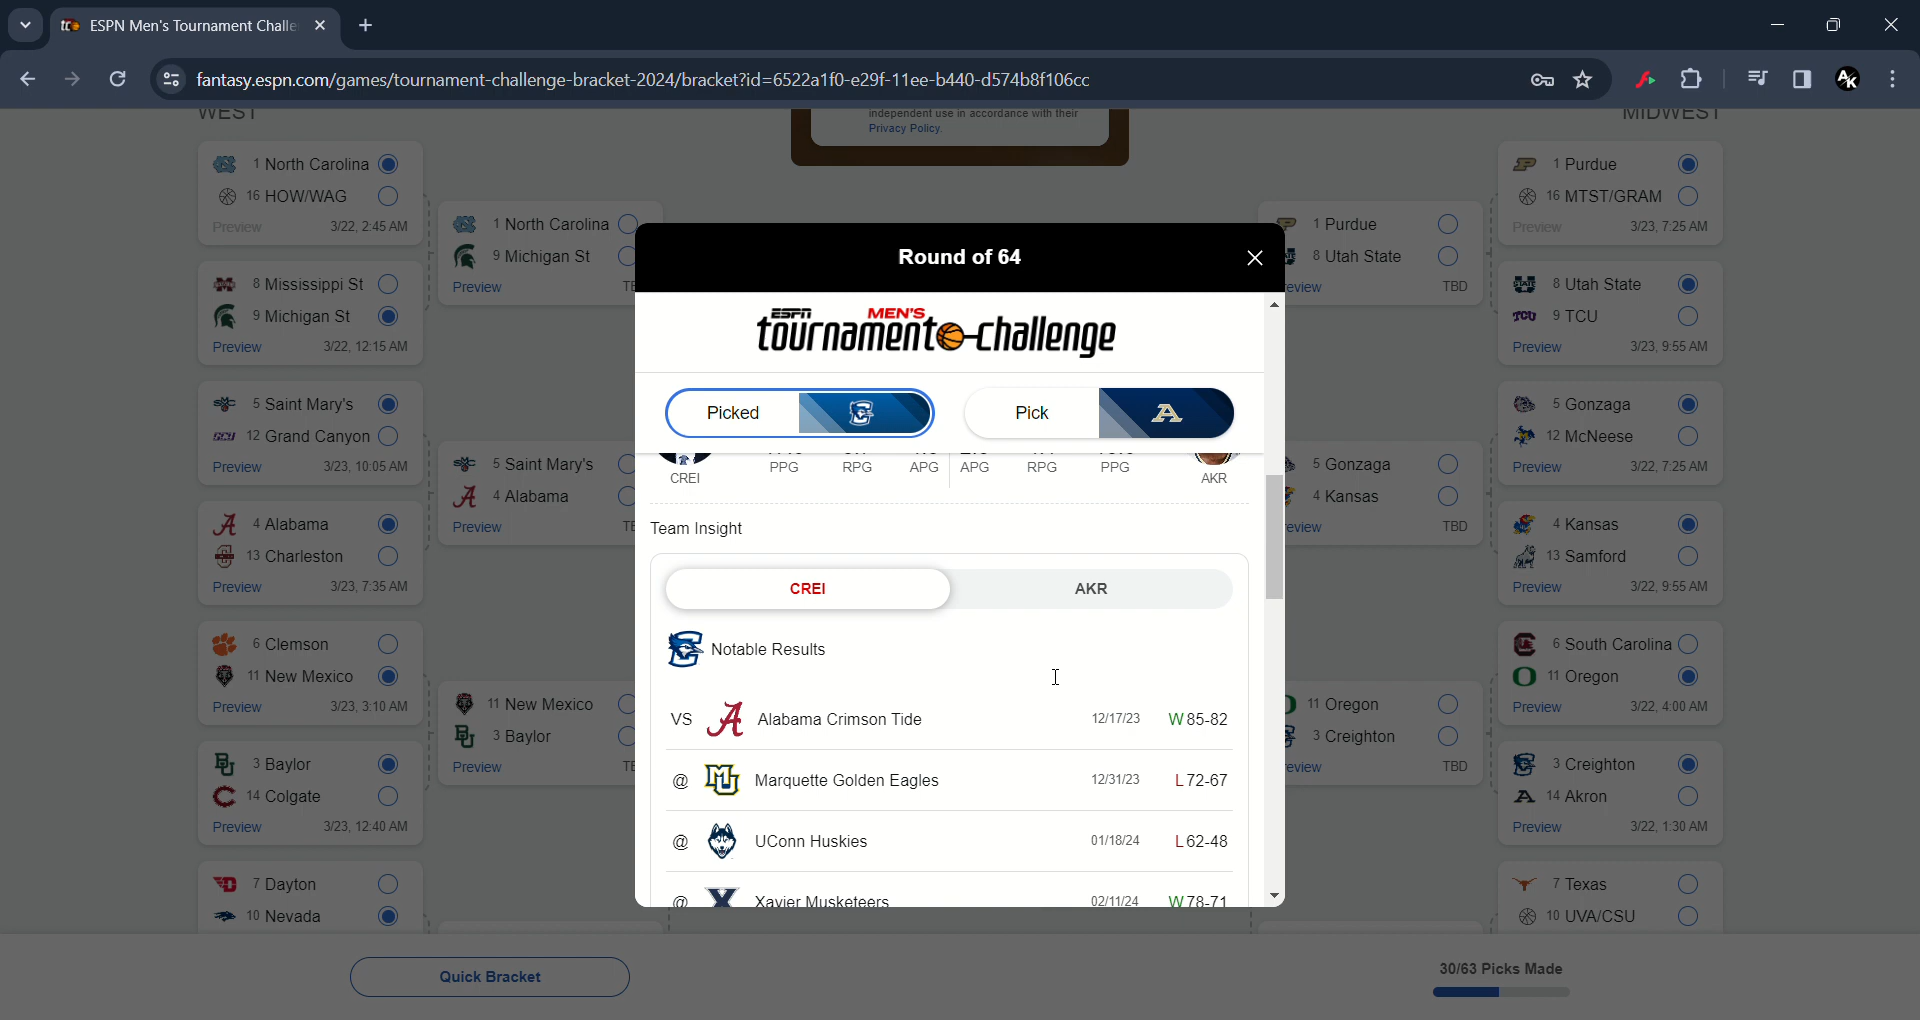 ESPN Men's Tournament Challe
fantasy.espn.com/games/tournament-challenge-bracket-2024/bracket?id=6522a1f0-e29f-11ee-b440-d574b8f106cc
WEST
independent use in accordance with their
Privacy Policy.
MIDWEST
1 North Carolina
16 HOW/WAG
Preview 3/22, 2:45 AM
8 Mississippi St
9 Michigan St
Preview 3/22, 12:15 AM
5 Saint Mary's
12 Grand Canyon
Preview 3/23, 10:05 AM
4 Alabama
13 Charleston
Preview 3/23, 7:35 AM
6 Clemson
11 New Mexico
Preview 3/23, 3:10 AM
3 Baylor
14 Colgate
Preview 3/23, 12:40 AM
7 Dayton
10 Nevada
1 North Carolina
9 Michigan St
Preview
5 Saint Mary's
4 Alabama
Preview
11 New Mexico
3 Baylor
Preview
Round of 64
ESPN MEN'S
tournament challenge
Picked
Pick
CREI PPG RPG APG APG RPG PPG AKR
Team Insight
CREI AKR
Notable Results
VS Alabama Crimson Tide 12/17/23 W 85-82
@ Marquette Golden Eagles 12/31/23 L 72-67
@ UConn Huskies 01/18/24 L 62-48
@ Xavier Musketeers 02/11/24 W 78-71
1 Purdue
8 Utah State
eview TBD
5 Gonzaga
4 Kansas
eview TBD
11 Oregon
3 Creighton
eview TBD
1 Purdue
16 MTST/GRAM
Preview 3/23, 7:25 AM
8 Utah State
9 TCU
Preview 3/23, 9:55 AM
5 Gonzaga
12 McNeese
Preview 3/22, 7:25 AM
4 Kansas
13 Samford
Preview 3/22, 9:55 AM
6 South Carolina
11 Oregon
Preview 3/22, 4:00 AM
3 Creighton
14 Akron
Preview 3/22, 1:30 AM
7 Texas
10 UVA/CSU
Quick Bracket
30/63 Picks Made